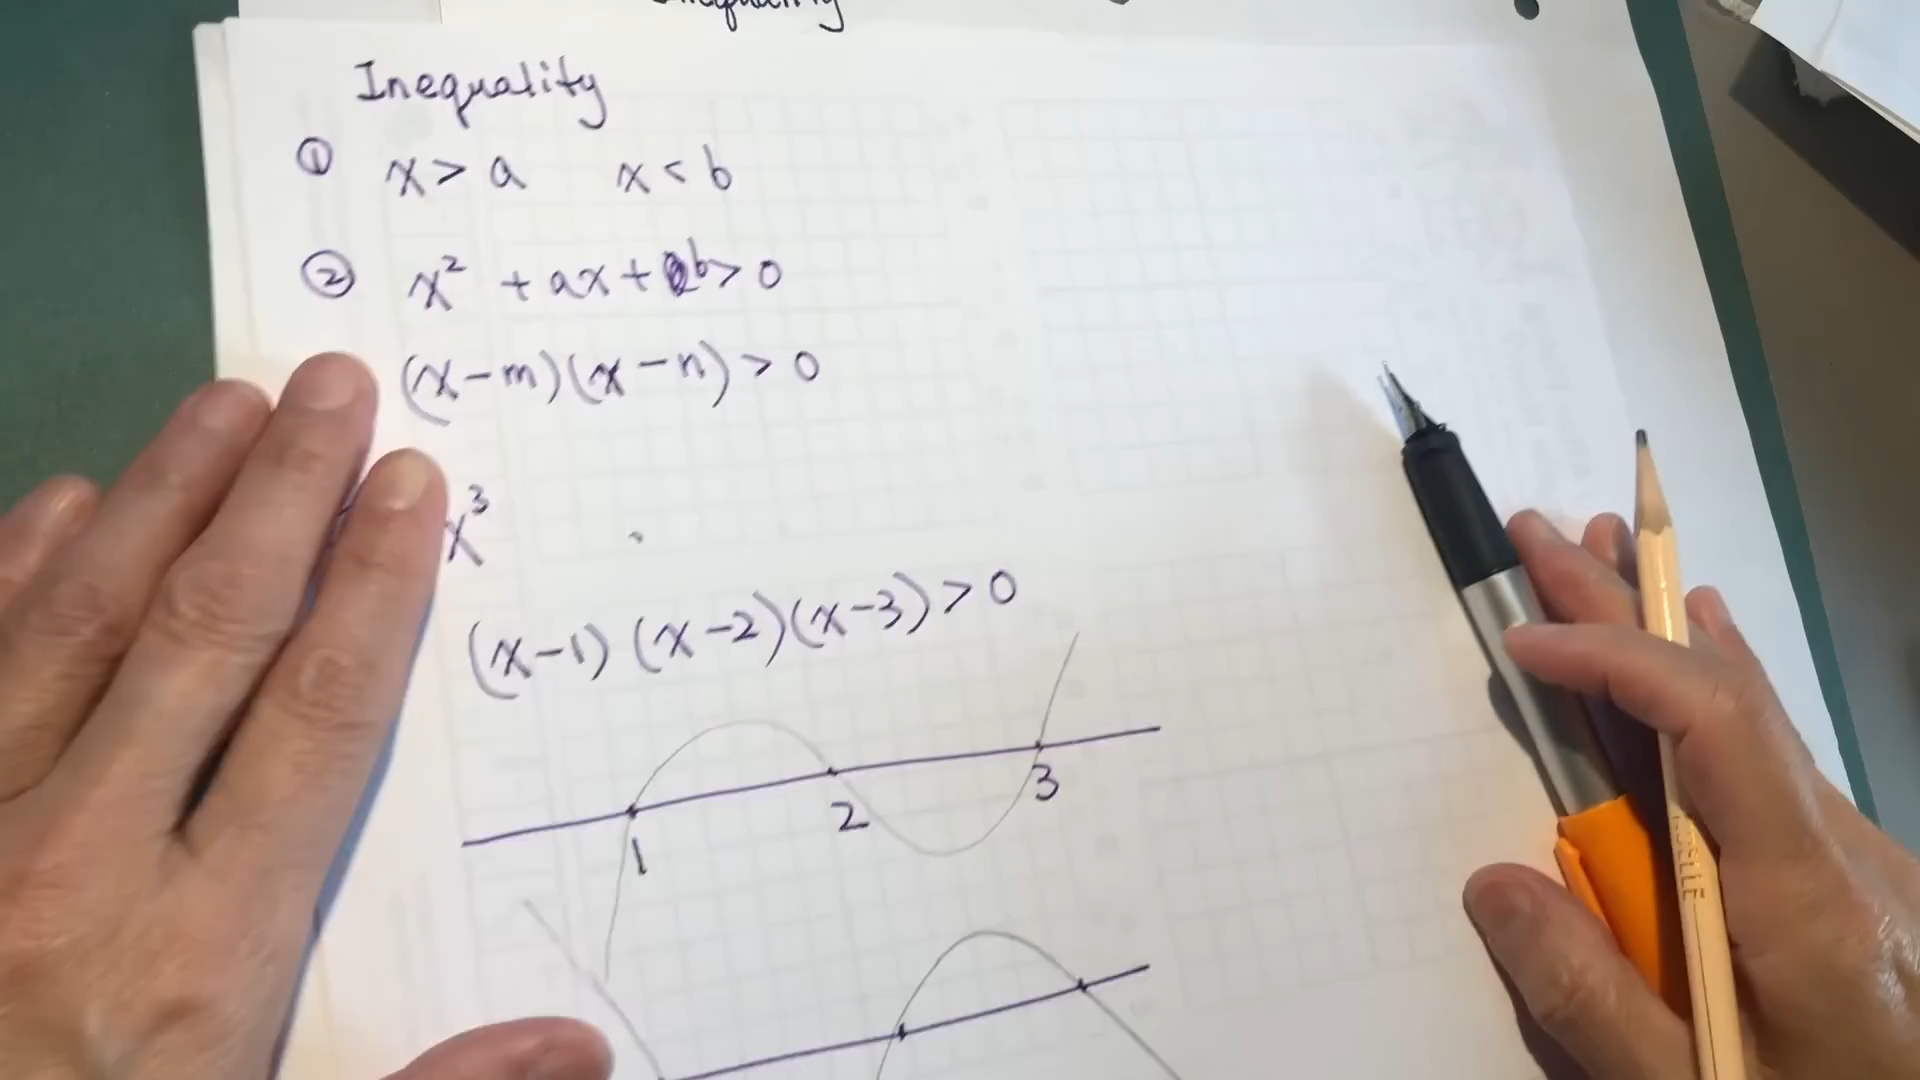 Inequality
① x > a   x < b
② x² + ax + b > 0
(x-m)(x-n) > 0
x³
(x-1)(x-2)(x-3) > 0
1 2 3